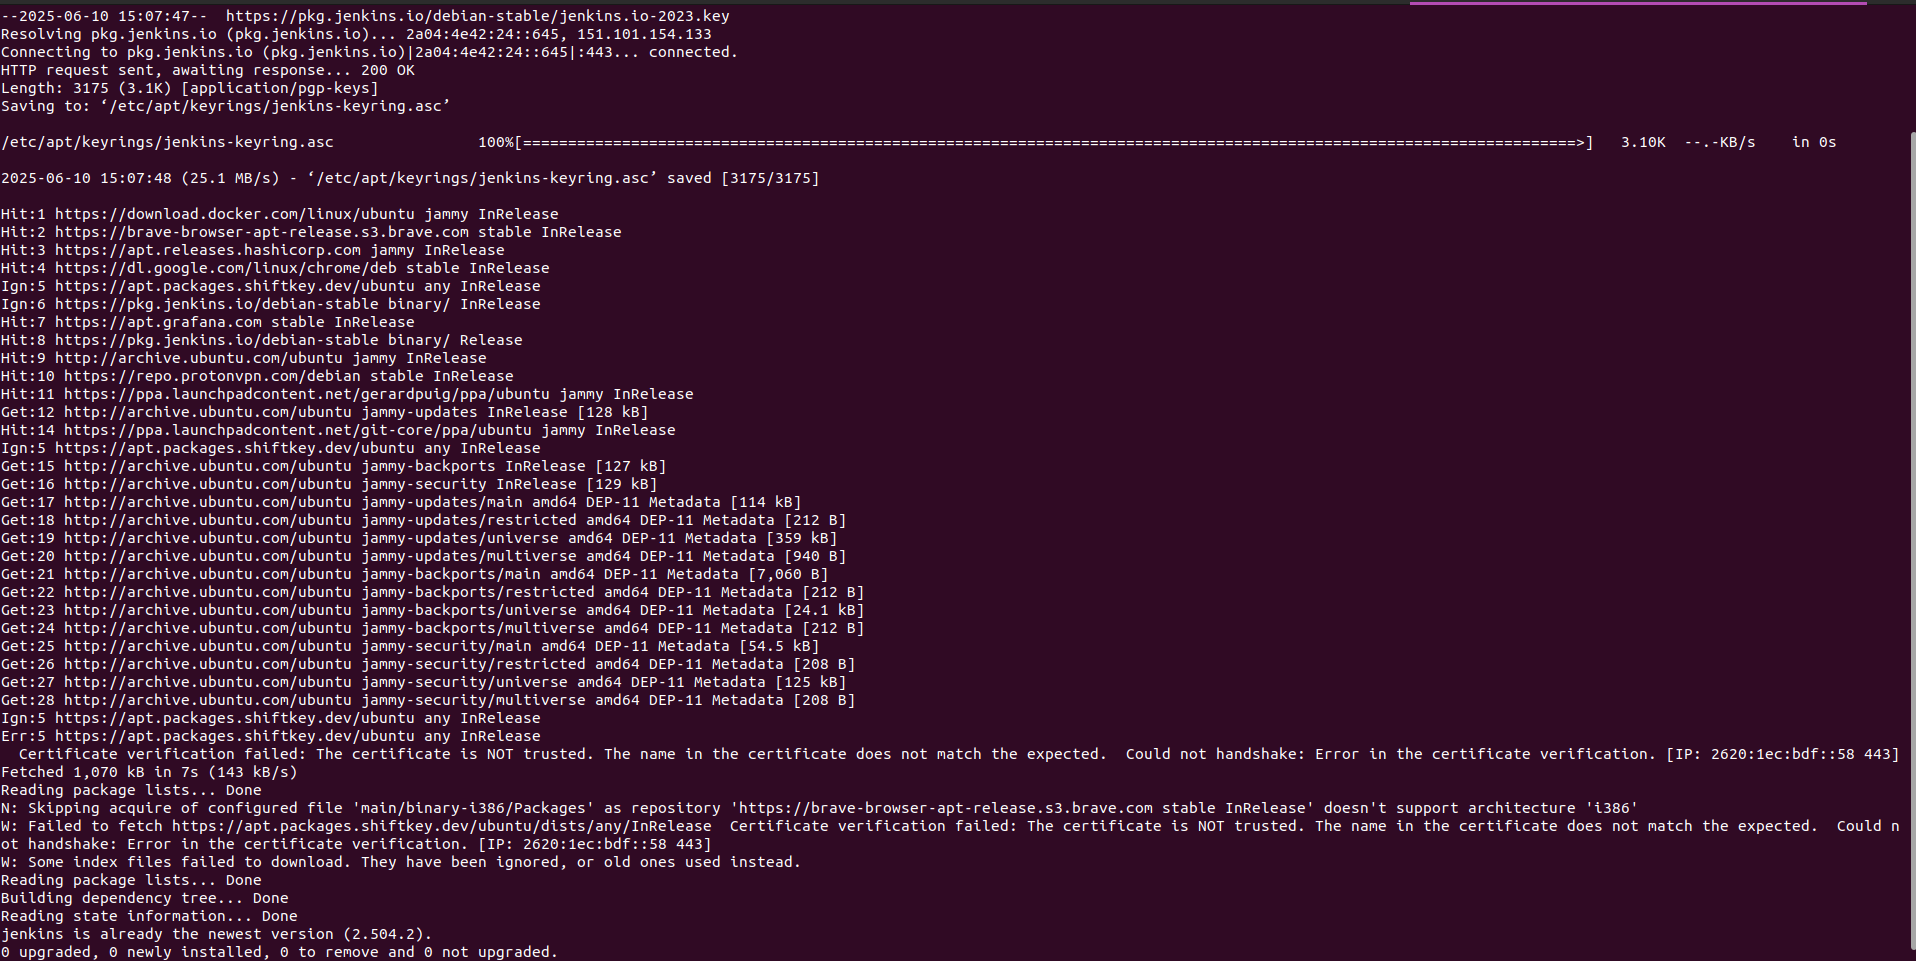 --2025-06-10 15:07:47--  https://pkg.jenkins.io/debian-stable/jenkins.io-2023.key
Resolving pkg.jenkins.io (pkg.jenkins.io)... 2a04:4e42:24::645, 151.101.154.133
Connecting to pkg.jenkins.io (pkg.jenkins.io)|2a04:4e42:24::645|:443... connected.
HTTP request sent, awaiting response... 200 OK
Length: 3175 (3.1K) [application/pgp-keys]
Saving to: ‘/etc/apt/keyrings/jenkins-keyring.asc’
/etc/apt/keyrings/jenkins-keyring.asc                100%[=====================================================================================================================>]   3.10K  --.-KB/s    in 0s
2025-06-10 15:07:48 (25.1 MB/s) - ‘/etc/apt/keyrings/jenkins-keyring.asc’ saved [3175/3175]
Hit:1 https://download.docker.com/linux/ubuntu jammy InRelease
Hit:2 https://brave-browser-apt-release.s3.brave.com stable InRelease
Hit:3 https://apt.releases.hashicorp.com jammy InRelease
Hit:4 https://dl.google.com/linux/chrome/deb stable InRelease
Ign:5 https://apt.packages.shiftkey.dev/ubuntu any InRelease
Ign:6 https://pkg.jenkins.io/debian-stable binary/ InRelease
Hit:7 https://apt.grafana.com stable InRelease
Hit:8 https://pkg.jenkins.io/debian-stable binary/ Release
Hit:9 http://archive.ubuntu.com/ubuntu jammy InRelease
Hit:10 https://repo.protonvpn.com/debian stable InRelease
Hit:11 https://ppa.launchpadcontent.net/gerardpuig/ppa/ubuntu jammy InRelease
Get:12 http://archive.ubuntu.com/ubuntu jammy-updates InRelease [128 kB]
Hit:14 https://ppa.launchpadcontent.net/git-core/ppa/ubuntu jammy InRelease
Ign:5 https://apt.packages.shiftkey.dev/ubuntu any InRelease
Get:15 http://archive.ubuntu.com/ubuntu jammy-backports InRelease [127 kB]
Get:16 http://archive.ubuntu.com/ubuntu jammy-security InRelease [129 kB]
Get:17 http://archive.ubuntu.com/ubuntu jammy-updates/main amd64 DEP-11 Metadata [114 kB]
Get:18 http://archive.ubuntu.com/ubuntu jammy-updates/restricted amd64 DEP-11 Metadata [212 B]
Get:19 http://archive.ubuntu.com/ubuntu jammy-updates/universe amd64 DEP-11 Metadata [359 kB]
Get:20 http://archive.ubuntu.com/ubuntu jammy-updates/multiverse amd64 DEP-11 Metadata [940 B]
Get:21 http://archive.ubuntu.com/ubuntu jammy-backports/main amd64 DEP-11 Metadata [7,060 B]
Get:22 http://archive.ubuntu.com/ubuntu jammy-backports/restricted amd64 DEP-11 Metadata [212 B]
Get:23 http://archive.ubuntu.com/ubuntu jammy-backports/universe amd64 DEP-11 Metadata [24.1 kB]
Get:24 http://archive.ubuntu.com/ubuntu jammy-backports/multiverse amd64 DEP-11 Metadata [212 B]
Get:25 http://archive.ubuntu.com/ubuntu jammy-security/main amd64 DEP-11 Metadata [54.5 kB]
Get:26 http://archive.ubuntu.com/ubuntu jammy-security/restricted amd64 DEP-11 Metadata [208 B]
Get:27 http://archive.ubuntu.com/ubuntu jammy-security/universe amd64 DEP-11 Metadata [125 kB]
Get:28 http://archive.ubuntu.com/ubuntu jammy-security/multiverse amd64 DEP-11 Metadata [208 B]
Ign:5 https://apt.packages.shiftkey.dev/ubuntu any InRelease
Err:5 https://apt.packages.shiftkey.dev/ubuntu any InRelease
  Certificate verification failed: The certificate is NOT trusted. The name in the certificate does not match the expected.  Could not handshake: Error in the certificate verification. [IP: 2620:1ec:bdf::58 443]
Fetched 1,070 kB in 7s (143 kB/s)
Reading package lists... Done
N: Skipping acquire of configured file 'main/binary-i386/Packages' as repository 'https://brave-browser-apt-release.s3.brave.com stable InRelease' doesn't support architecture 'i386'
W: Failed to fetch https://apt.packages.shiftkey.dev/ubuntu/dists/any/InRelease  Certificate verification failed: The certificate is NOT trusted. The name in the certificate does not match the expected.  Could n
ot handshake: Error in the certificate verification. [IP: 2620:1ec:bdf::58 443]
W: Some index files failed to download. They have been ignored, or old ones used instead.
Reading package lists... Done
Building dependency tree... Done
Reading state information... Done
jenkins is already the newest version (2.504.2).
0 upgraded, 0 newly installed, 0 to remove and 0 not upgraded.